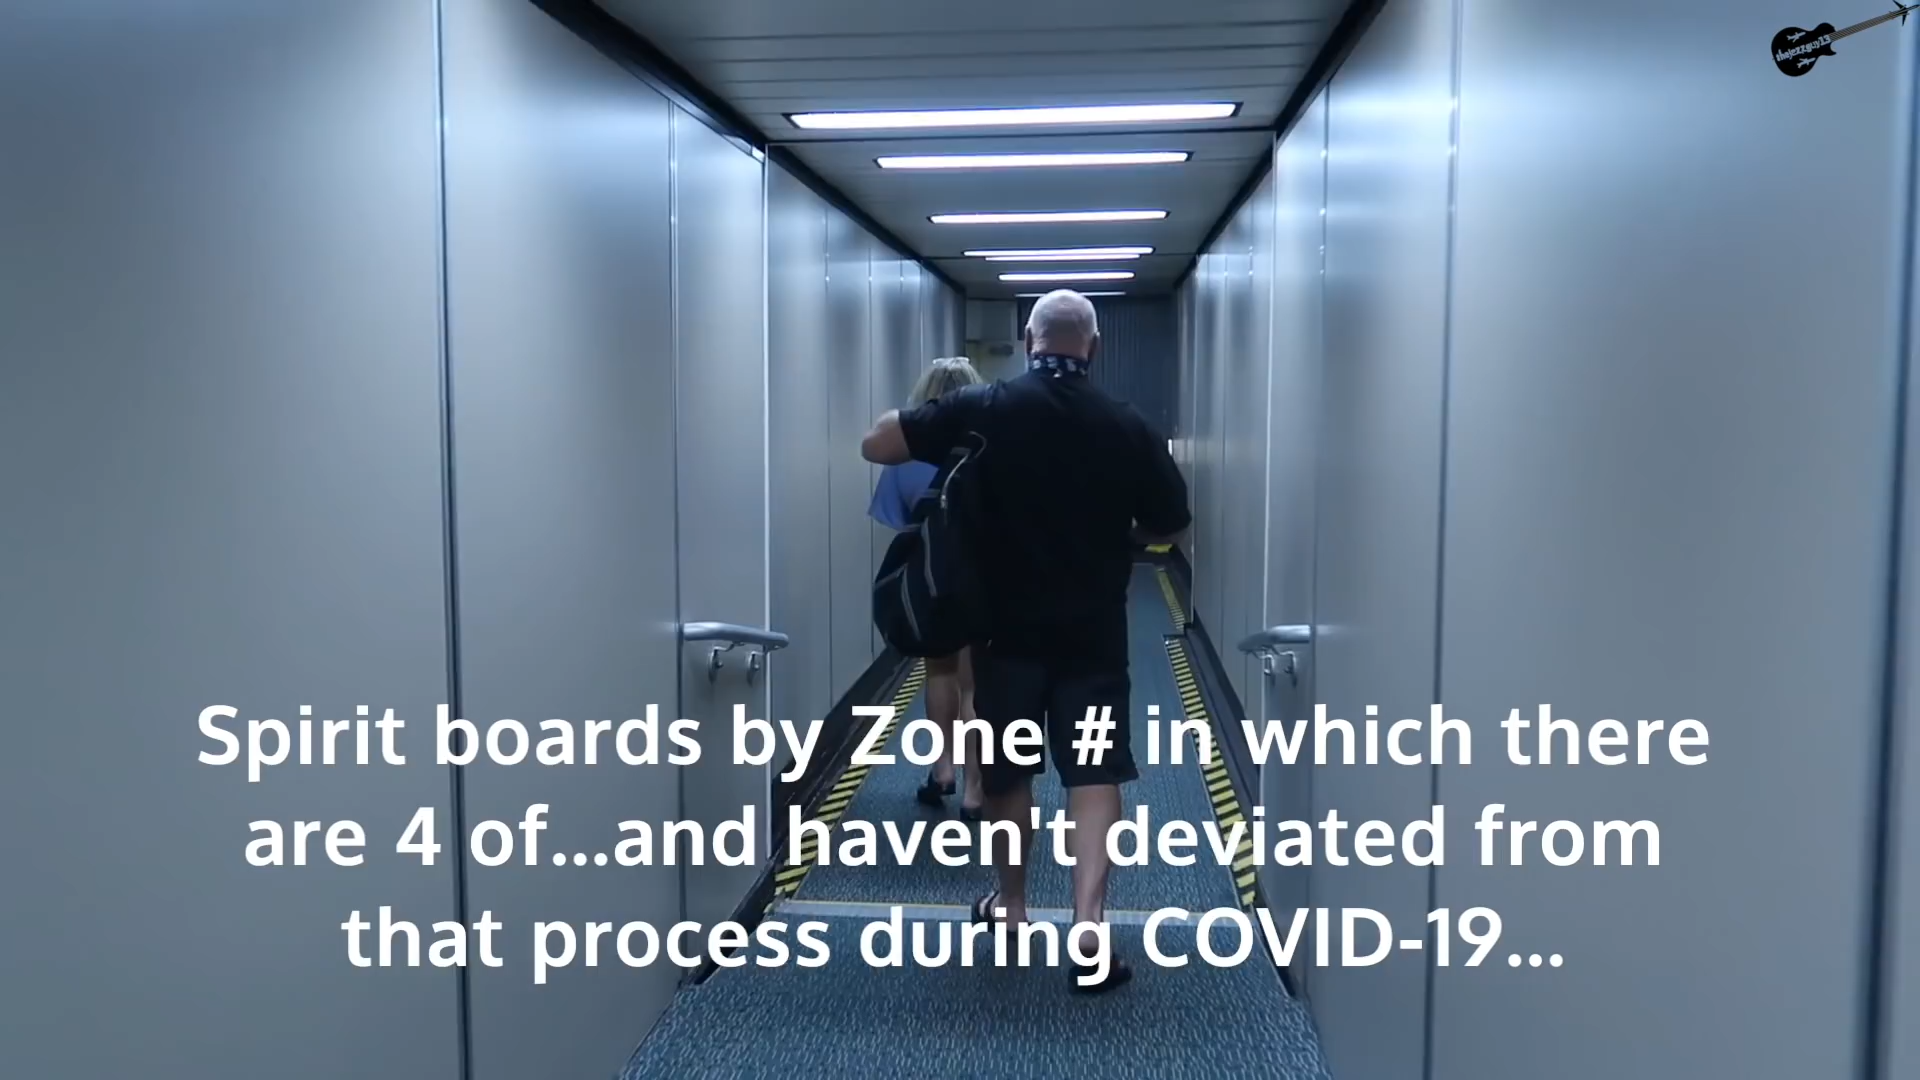 thejazzguy13
Spirit boards by Zone # in which there
are 4 of...and haven't deviated from
that process during COVID-19...